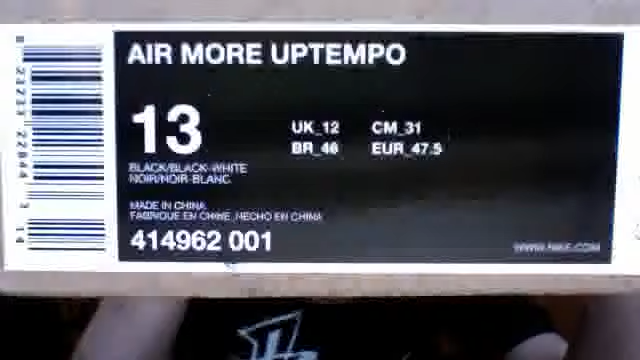 AIR MORE UPTEMPO
13
UK_12 CM_31
BR_46 EUR_47.5
BLACK/BLACK-WHITE
NOIR/NOIR-BLANC
MADE IN CHINA
FABRIQUE EN CHINE, HECHO EN CHINA
414962 001
WWW.NIKE.COM